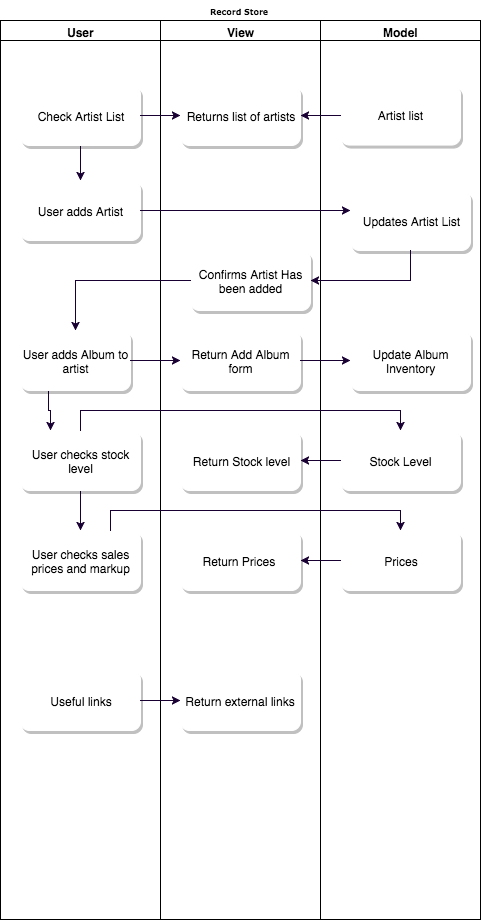 Record Store
User
View
Model
Check Artist List
Returns list of artists
Artist list
User adds Artist
Updates Artist List
Confirms Artist Has
been added
User adds Album to
artist
Return Add Album
form
Update Album
Inventory
User checks stock
level
Return Stock level
Stock Level
User checks sales
prices and markup
Return Prices
Prices
Useful links
Return external links